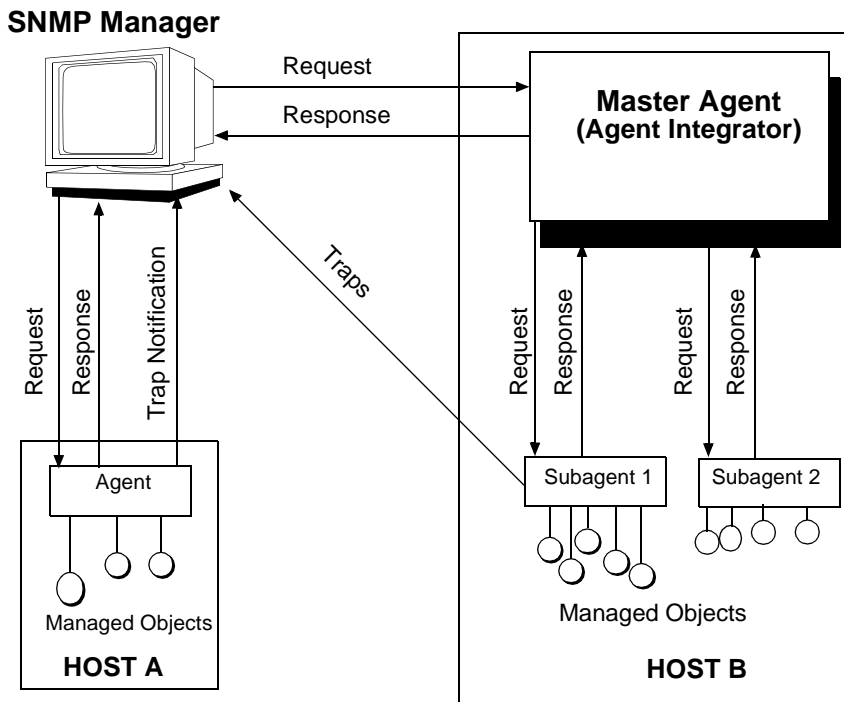 SNMP Manager
Request
Response
Master Agent
(Agent Integrator)
Traps
Request
Response
Trap Notification
Request
Response
Request
Response
Agent
Subagent 1
Subagent 2
Managed Objects
Managed Objects
HOST A
HOST B